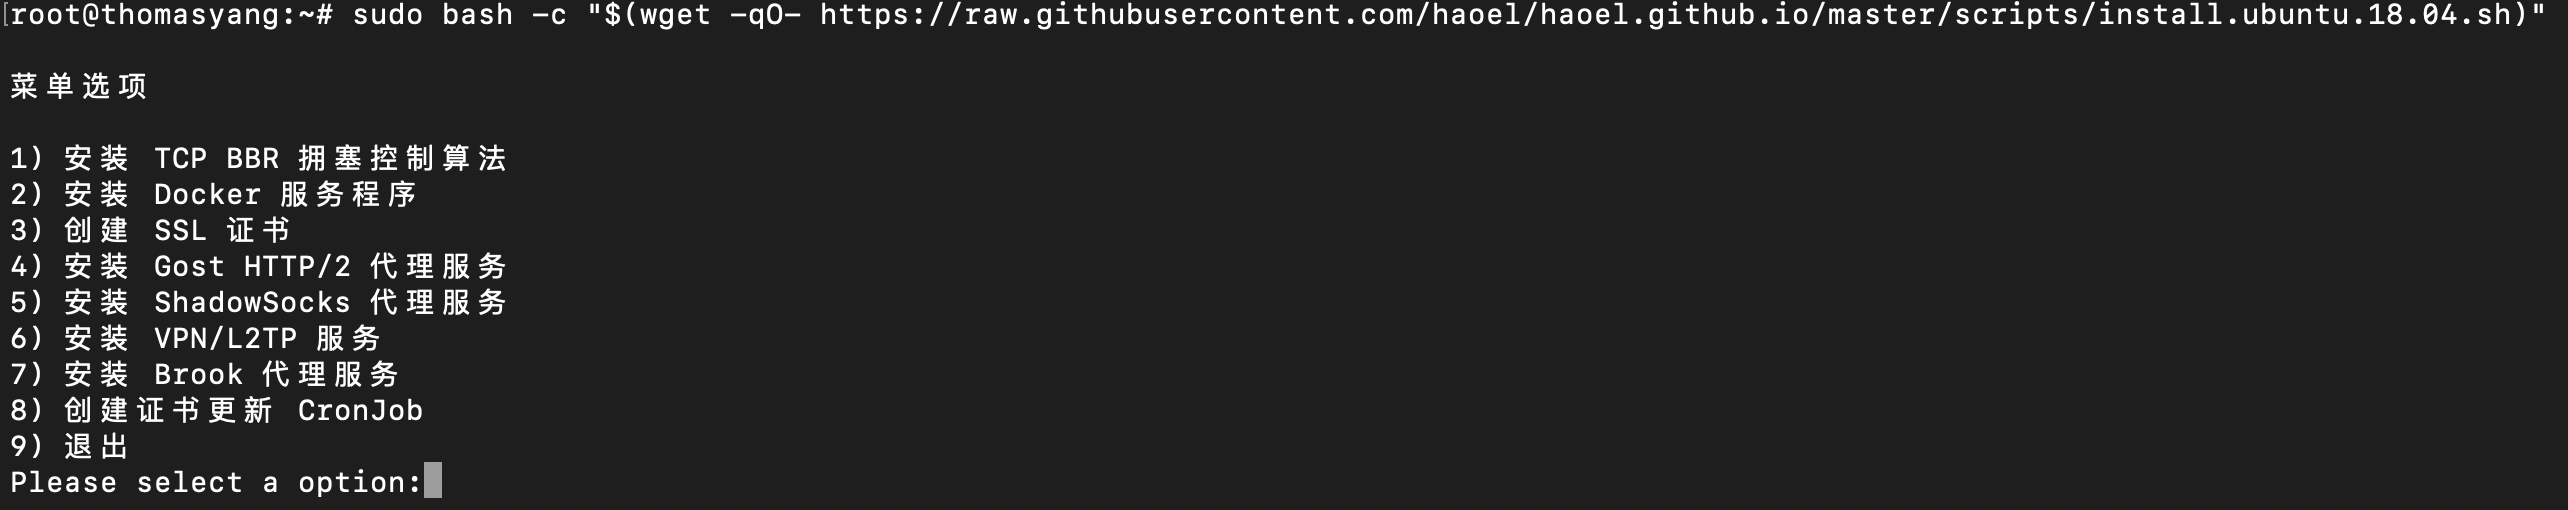 [root@thomasyang:~# sudo bash -c "$(wget -qO- https://raw.githubusercontent.com/haoel/haoel.github.io/master/scripts/install.ubuntu.18.04.sh)"
菜单选项
1) 安装 TCP BBR 拥塞控制算法
2) 安装 Docker 服务程序
3) 创建 SSL 证书
4) 安装 Gost HTTP/2 代理服务
5) 安装 ShadowSocks 代理服务
6) 安装 VPN/L2TP 服务
7) 安装 Brook 代理服务
8) 创建证书更新 CronJob
9) 退出
Please select a option: